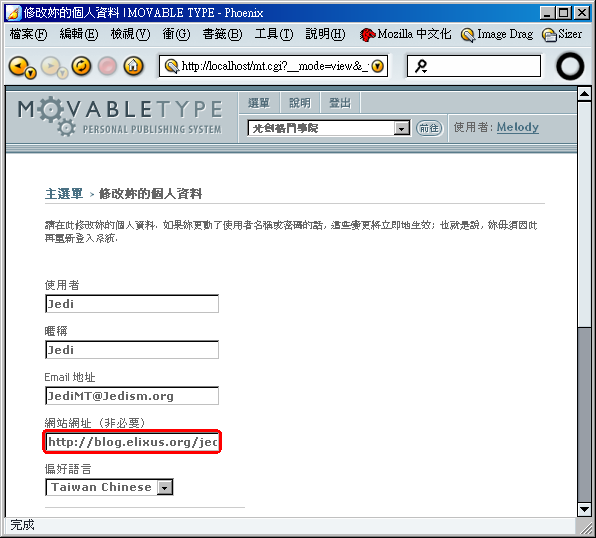 修改妳的個人資料 | MOVABLE TYPE - Phoenix
檔案(F) 編輯(E) 檢視(V) 衝(G) 書籤(B) 工具(T) 說明(H) Mozilla 中文化 Image Drag Sizer
http://localhost/mt.cgi?__mode=view&_
MOVABLETYPE
PERSONAL PUBLISHING SYSTEM
選單 說明 登出
光劍格鬥學院 前往 使用者: Melody
主選單 > 修改妳的個人資料
請在此修改妳的個人資料. 如果妳更動了使用者名稱或密碼的話, 這些變更將立即地生效; 也就是說, 妳毋須因此
再重新登入系統.
使用者
Jedi
暱稱
Jedi
Email 地址
JediMT@Jedism.org
網站網址 (非必要)
http://blog.elixus.org/jec
偏好語言
Taiwan Chinese
完成